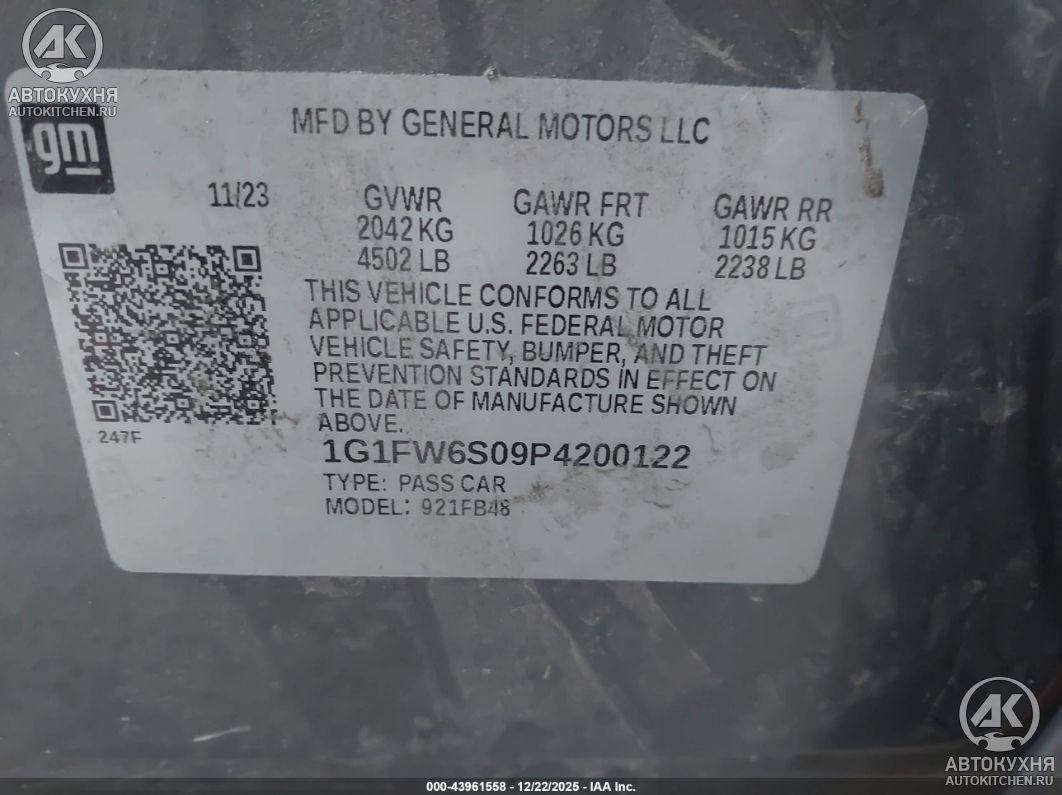 AK
АВТОКУХНЯ
AUTOKITCHEN.RU
gm
MFD BY GENERAL MOTORS LLC
11/23
GVWR
2042 KG
4502 LB
GAWR FRT
1026 KG
2263 LB
GAWR RR
1015 KG
2238 LB
THIS VEHICLE CONFORMS TO ALL
APPLICABLE U.S. FEDERAL MOTOR
VEHICLE SAFETY, BUMPER, AND THEFT
PREVENTION STANDARDS IN EFFECT ON
THE DATE OF MANUFACTURE SHOWN
ABOVE.
247F
1G1FW6S09P4200122
TYPE: PASS CAR
MODEL: 921FB48
AK
АВТОКУХНЯ
AUTOKITCHEN.RU
000-43961558 - 12/22/2025 - IAA Inc.